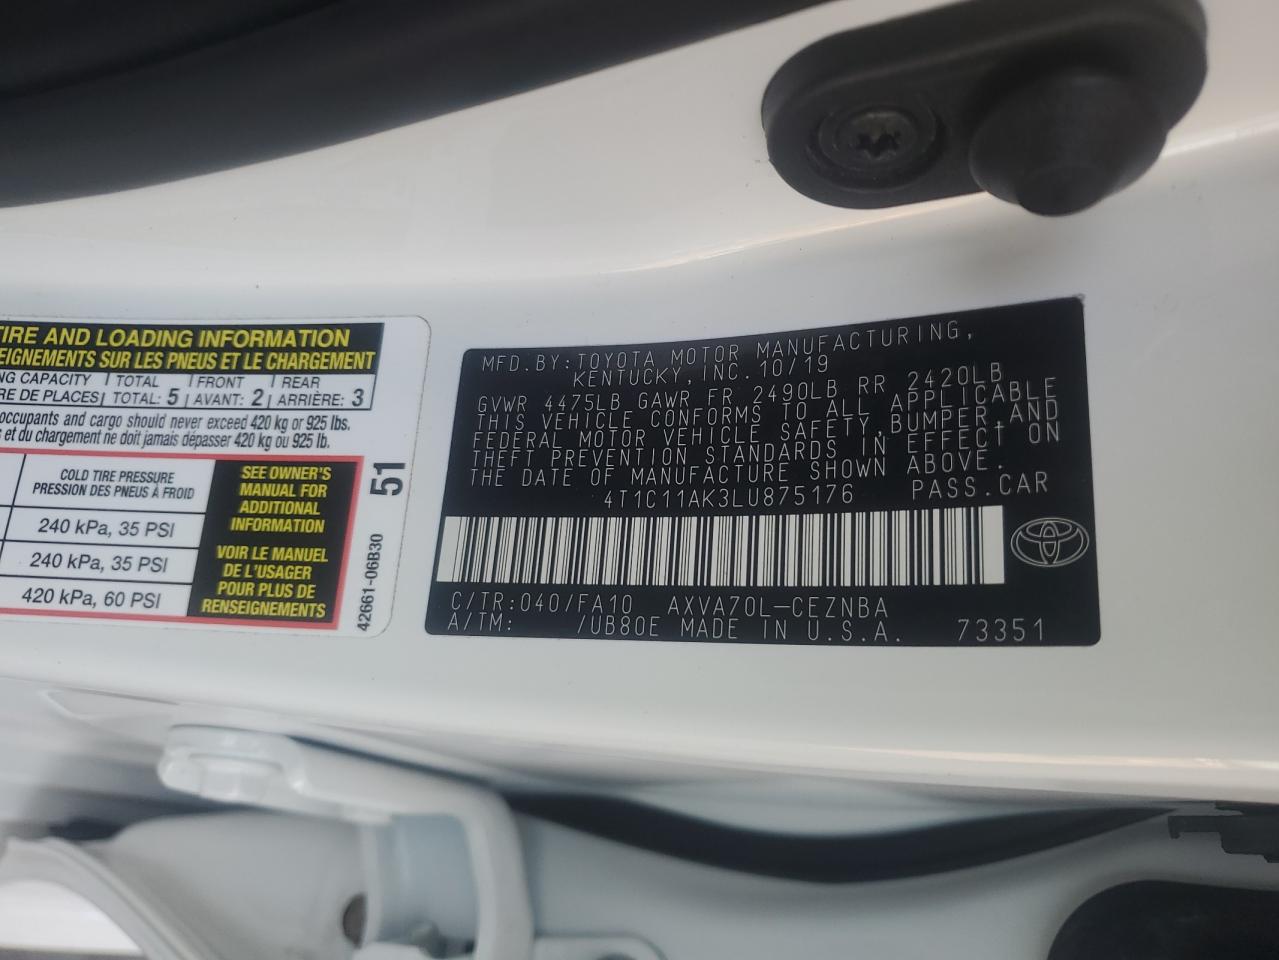 TIRE AND LOADING INFORMATION
EIGNEMENTS SUR LES PNEUS ET LE CHARGEMENT
NG CAPACITY TOTAL FRONT REAR
RE DE PLACES TOTAL: 5 AVANT: 2 ARRIÈRE: 3
occupants and cargo should never exceed 420 kg or 925 lbs.
s et du chargement ne doit jamais dépasser 420 kg ou 925 lb.
COLD TIRE PRESSURE
PRESSION DES PNEUS À FROID
240 kPa, 35 PSI
240 kPa, 35 PSI
420 kPa, 60 PSI
SEE OWNER'S
MANUAL FOR
ADDITIONAL
INFORMATION
VOIR LE MANUEL
DE L'USAGER
POUR PLUS DE
RENSEIGNEMENTS
51
42661-06B30
MFD.BY:TOYOTA MOTOR MANUFACTURING,
KENTUCKY,INC.10/19
GVWR 4475LB GAWR FR 2490LB RR 2420LB
THIS VEHICLE CONFORMS TO ALL APPLICABLE
FEDERAL MOTOR VEHICLE SAFETY,BUMPER,AND
THEFT PREVENTION STANDARDS IN EFFECT ON
THE DATE OF MANUFACTURE SHOWN ABOVE.
4T1C11AK3LU875176 PASS.CAR
C/TR:040/FA10 AXVA70L-CEZNBA
A/TM: /UB80E MADE IN U.S.A. 73351